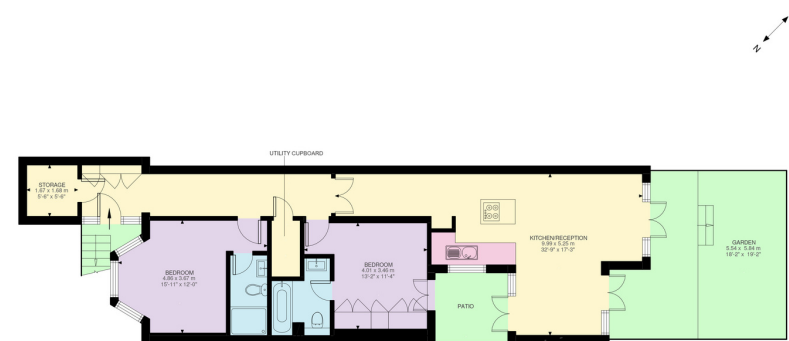 N
UTILITY CUPBOARD
STORAGE
1.67 x 1.68 m
5'-6" x 5'-6"
KITCHEN/RECEPTION
9.99 x 5.25 m
32'-9" x 17'-3"
GARDEN
5.54 x 5.84 m
18'-2" x 19'-2"
BEDROOM
4.86 x 3.67 m
15'-11" x 12'-0"
BEDROOM
4.01 x 3.46 m
13'-2" x 11'-4"
PATIO